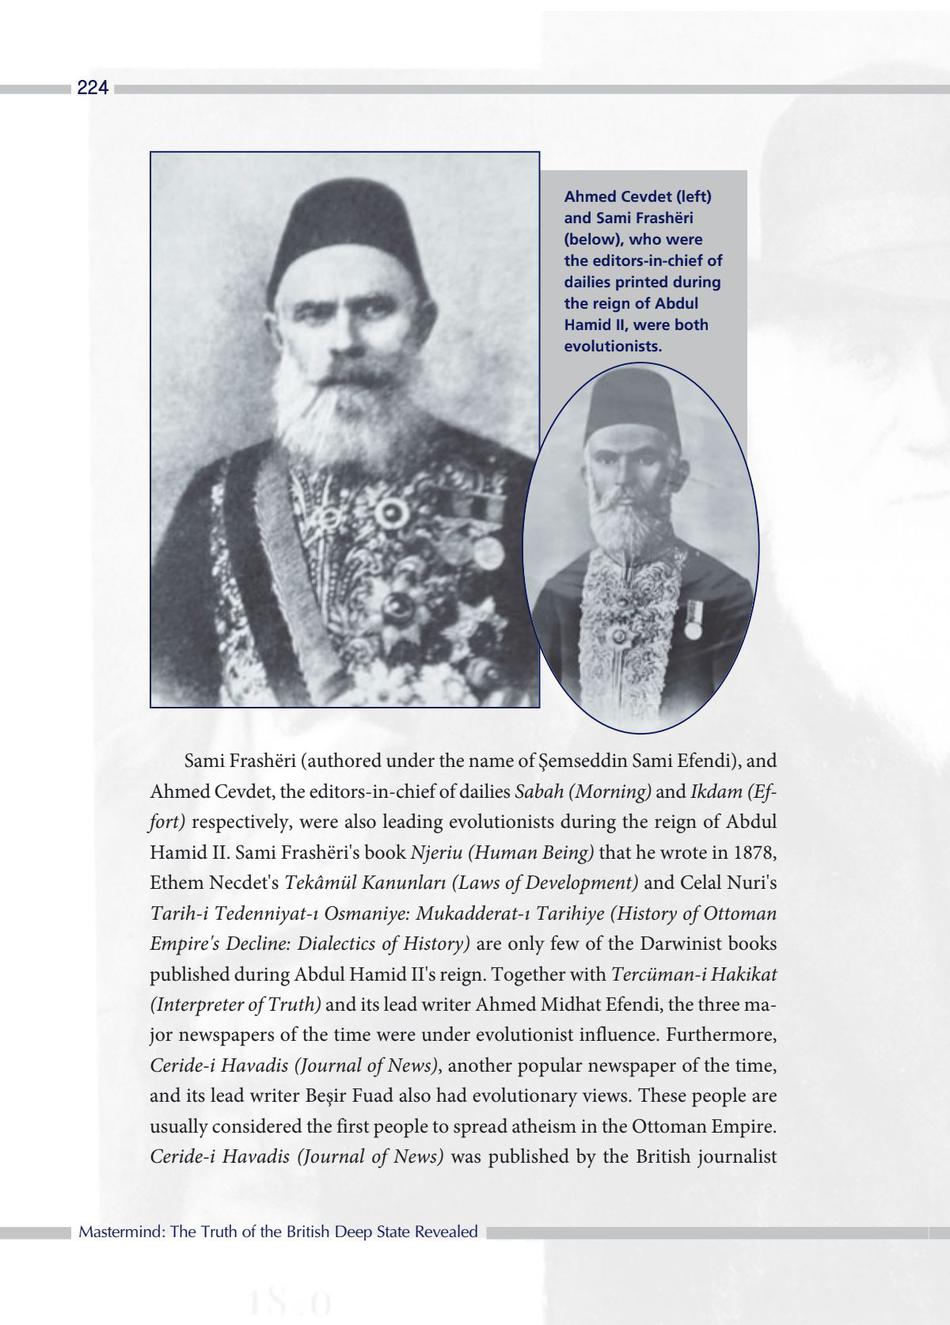 224
Ahmed Cevdet (left)
and Sami Frashëri
(below), who were
the editors-in-chief of
dailies printed during
the reign of Abdul
Hamid II, were both
evolutionists.
Sami Frashëri (authored under the name of Şemseddin Sami Efendi), and
Ahmed Cevdet, the editors-in-chief of dailies Sabah (Morning) and Ikdam (Ef-
fort) respectively, were also leading evolutionists during the reign of Abdul
Hamid II. Sami Frashëri's book Njeriu (Human Being) that he wrote in 1878,
Ethem Necdet's Tekâmül Kanunları (Laws of Development) and Celal Nuri's
Tarih-i Tedenniyat-ı Osmaniye: Mukadderat-ı Tarihiye (History of Ottoman
Empire's Decline: Dialectics of History) are only few of the Darwinist books
published during Abdul Hamid II's reign. Together with Tercüman-i Hakikat
(Interpreter of Truth) and its lead writer Ahmed Midhat Efendi, the three ma-
jor newspapers of the time were under evolutionist influence. Furthermore,
Ceride-i Havadis (Journal of News), another popular newspaper of the time,
and its lead writer Beşir Fuad also had evolutionary views. These people are
usually considered the first people to spread atheism in the Ottoman Empire.
Ceride-i Havadis (Journal of News) was published by the British journalist
Mastermind: The Truth of the British Deep State Revealed